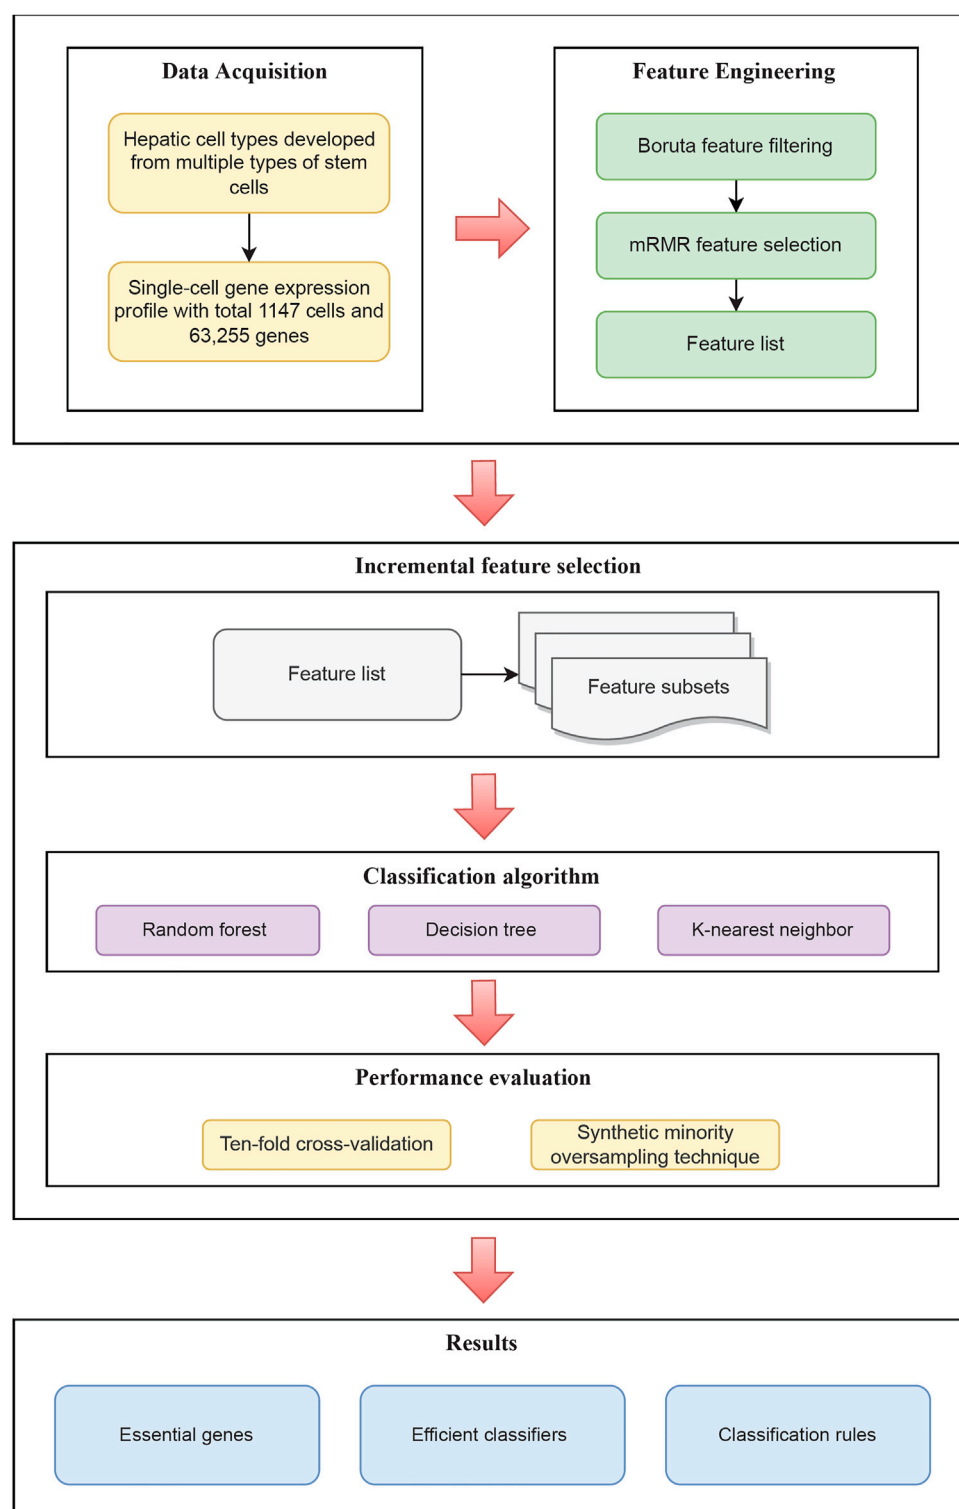 Data Acquisition
Hepatic cell types developed
from multiple types of stem
cells
Single-cell gene expression
profile with total 1147 cells and
63,255 genes
Feature Engineering
Boruta feature filtering
mRMR feature selection
Feature list
Incremental feature selection
Feature list
Feature subsets
Classification algorithm
Random forest
Decision tree
K-nearest neighbor
Performance evaluation
Ten-fold cross-validation
Synthetic minority
oversampling technique
Results
Essential genes
Efficient classifiers
Classification rules